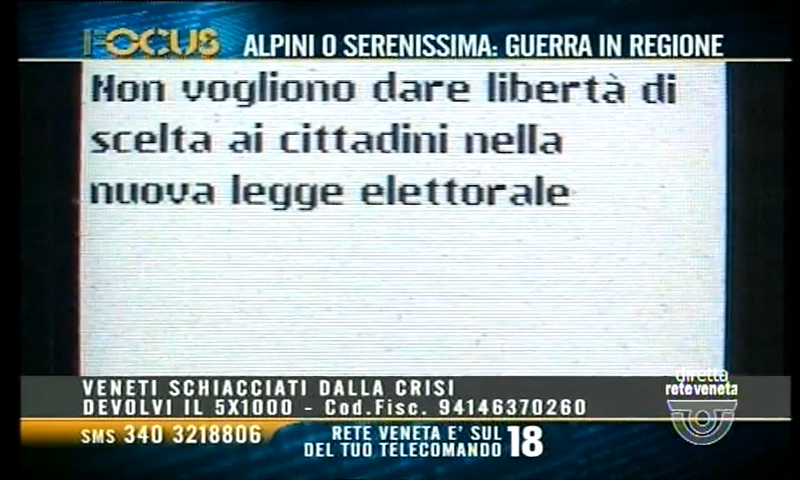 FOCUS
ALPINI O SERENISSIMA: GUERRA IN REGIONE
Non vogliono dare libertà di
scelta ai cittadini nella
nuova legge elettorale
diretta
reteveneta
VENETI SCHIACCIATI DALLA CRISI
DEVOLVI IL 5X1000 - Cod.Fisc. 94146370260
SMS 340 3218806
RETE VENETA E' SUL
DEL TUO TELECOMANDO 18